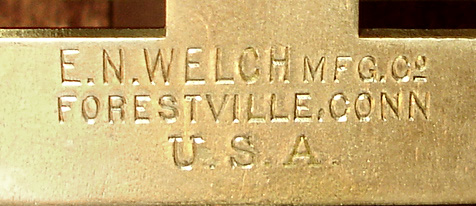 E.N.WELCH MFG.Co
FORESTVILLE, CONN
U.S.A.